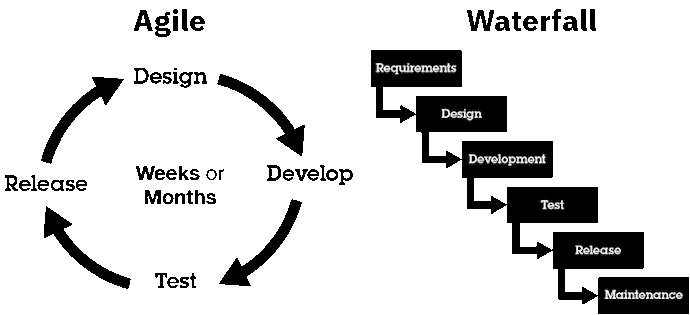 Agile
Waterfall
Design
Develop
Test
Release
Weeks or
Months
Requirements
Design
Development
Test
Release
Maintenance